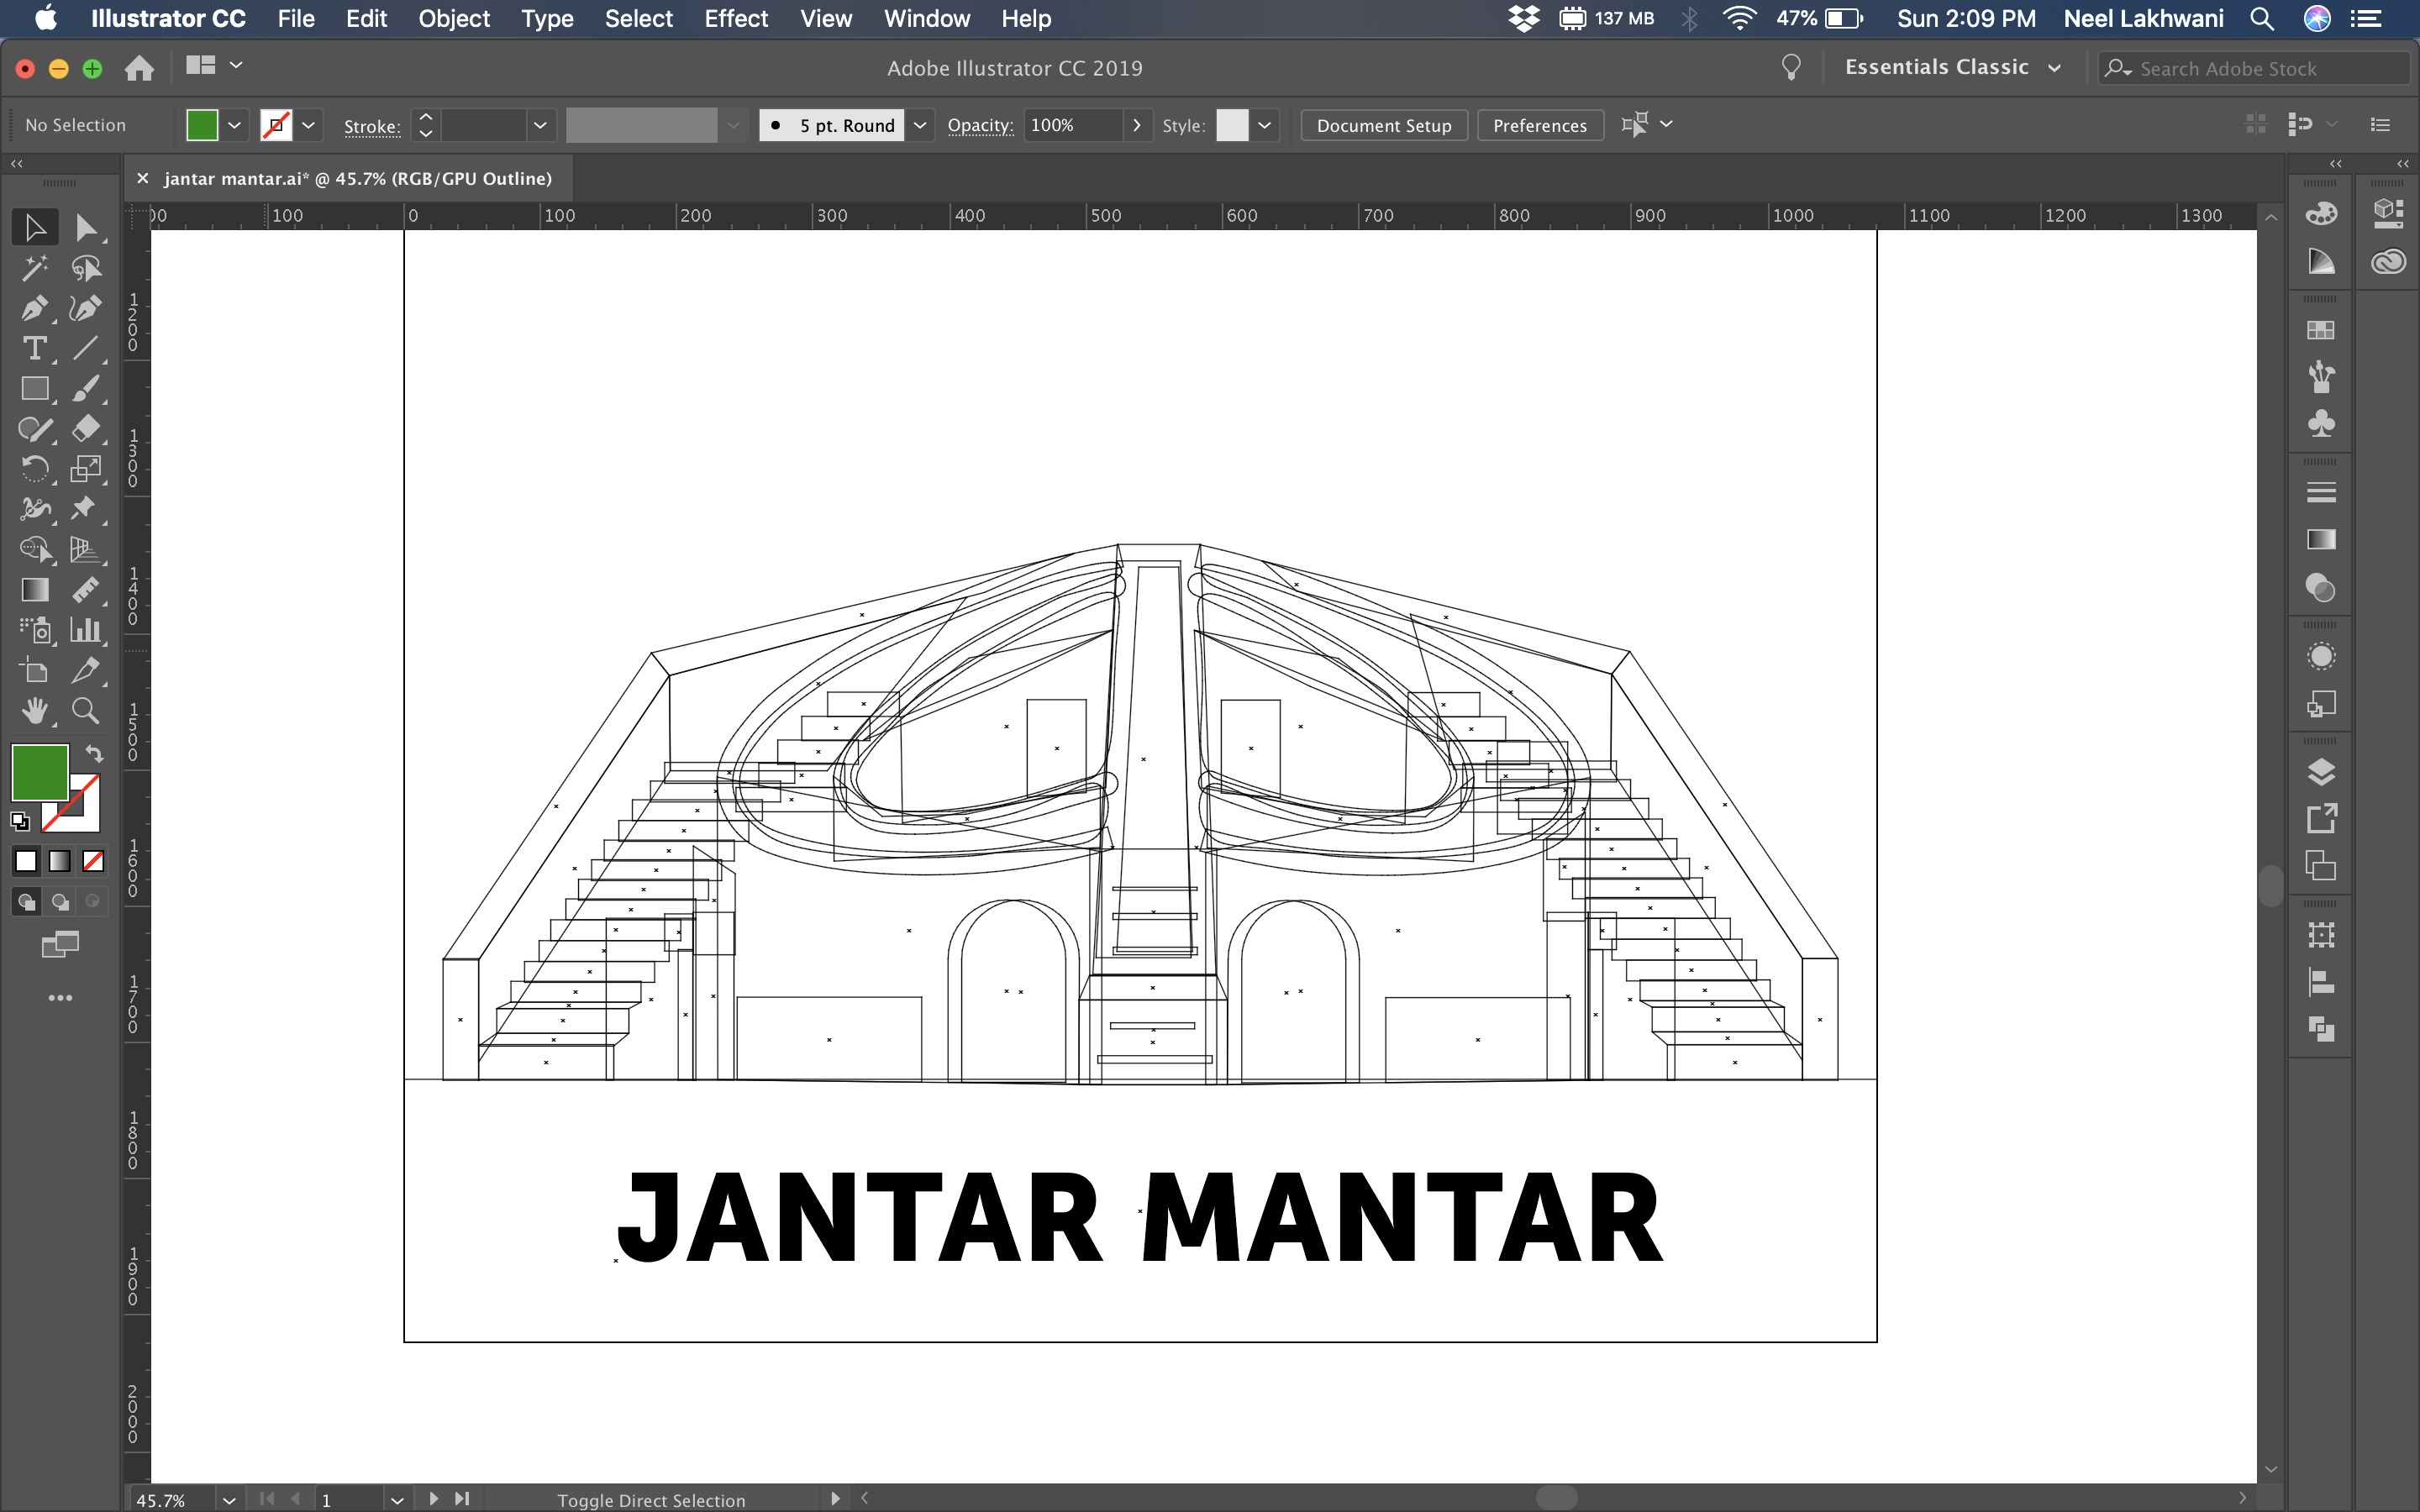 Illustrator CC File Edit Object Type Select Effect View Window Help 137 MB 47% Sun 2:09 PM Neel Lakhwani
Adobe Illustrator CC 2019 Essentials Classic Search Adobe Stock
No Selection Stroke: 5 pt. Round Opacity: 100% Style: Document Setup Preferences
jantar mantar.ai* @ 45.7% (RGB/GPU Outline)
00 100 0 100 200 300 400 500 600 700 800 900 1000 1100 1200 1300
1200
1300
1400
1500
1600
1700
1800
1900
2000
JANTAR MANTAR
45.7% 1 Toggle Direct Selection